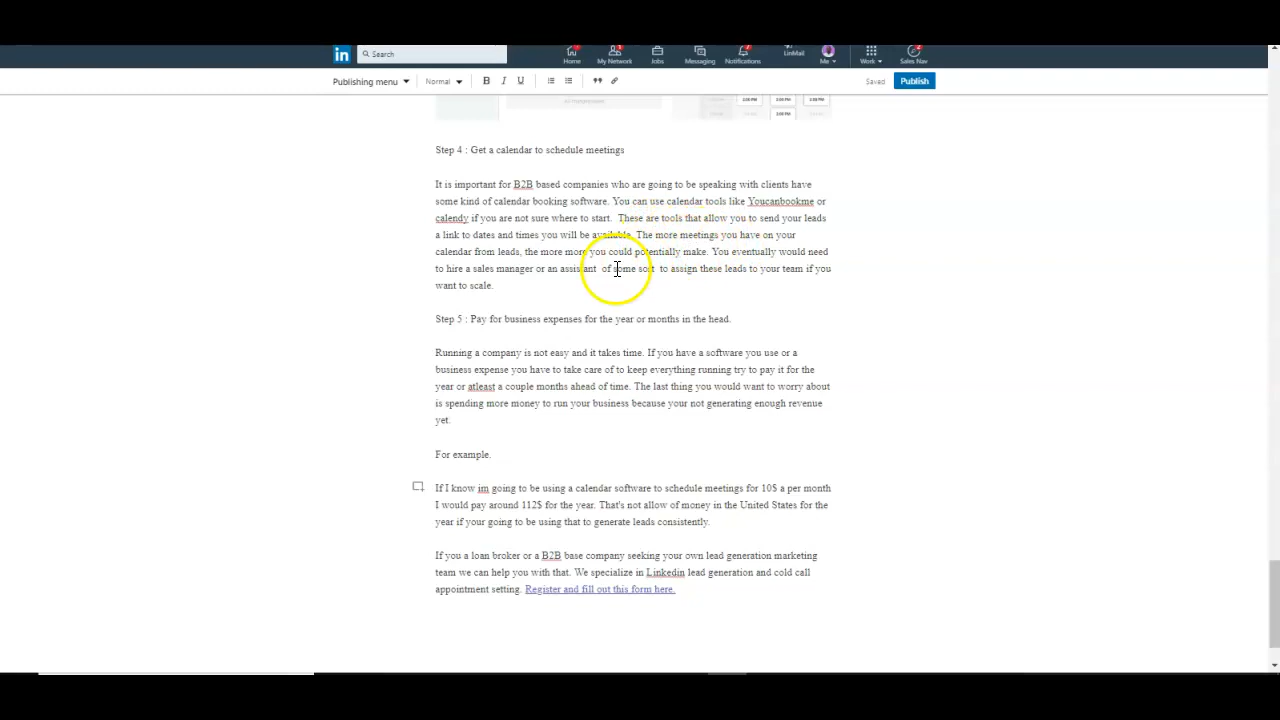 in
Search
Home
My Network
Jobs
Messaging
Notifications
LinMail
Me
Work
Sales Nav
Publishing menu
Normal
B I U
Saved
Publish
2:00 PM 2:00 PM 2:00 PM
3:00 PM
Step 4 : Get a calendar to schedule meetings
It is important for B2B based companies who are going to be speaking with clients have
some kind of calendar booking software. You can use calendar tools like Youcanbookme or
calendy if you are not sure where to start. These are tools that allow you to send your leads
a link to dates and times you will be available. The more meetings you have on your
calendar from leads, the more more you could potentially make. You eventually would need
to hire a sales manager or an assistant of some sort to assign these leads to your team if you
want to scale.
Step 5 : Pay for business expenses for the year or months in the head.
Running a company is not easy and it takes time. If you have a software you use or a
business expense you have to take care of to keep everything running try to pay it for the
year or atleast a couple months ahead of time. The last thing you would want to worry about
is spending more money to run your business because your not generating enough revenue
yet.
For example.
If I know im going to be using a calendar software to schedule meetings for 10$ a per month
I would pay around 112$ for the year. That's not allow of money in the United States for the
year if your going to be using that to generate leads consistently.
If you a loan broker or a B2B base company seeking your own lead generation marketing
team we can help you with that. We specialize in Linkedin lead generation and cold call
appointment setting. Register and fill out this form here.